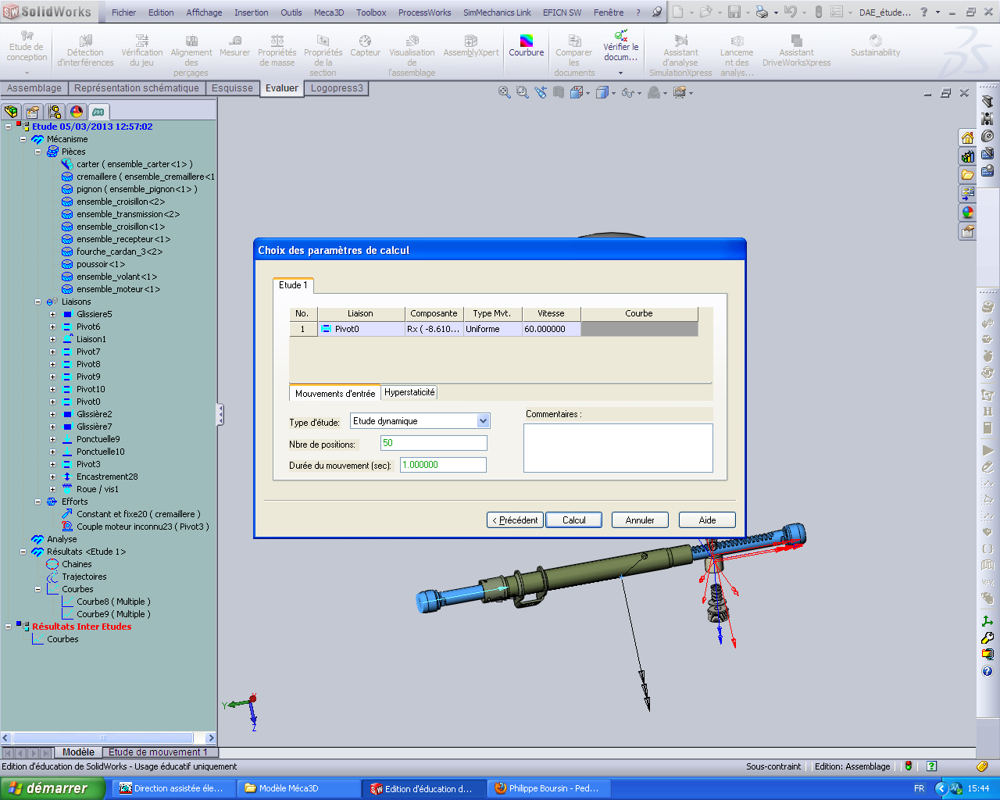 SolidWorks
Fichier Edition Affichage Insertion Outils Meca3D Toolbox ProcessWorks SimMechanics Link EFICN SW Fenêtre ? DAE_étude... ?
Etude de conception
Détection d'interférences
Vérification du jeu
Alignement des perçages
Mesurer
Propriétés de masse
Propriétés de la section
Capteur
Visualisation de l'assemblage
AssemblyXpert
Courbure
Comparer les documents
Vérifier le docum...
Assistant d'analyse SimulationXpress
Lanceme nt des analys...
Assistant DriveWorksXpress
Sustainability
Assemblage Représentation schématique Esquisse Evaluer Logopress3
Etude 05/03/2013 12:57:02
Mécanisme
Pièces
carter ( ensemble_carter<1> )
cremaillere ( ensemble_cremaillere<1
pignon ( ensemble_pignon<1> )
ensemble_croisillon<2>
ensemble_transmission<2>
ensemble_croisillon<1>
ensemble_recepteur<1>
fourche_cardan_3<2>
poussoir<1>
ensemble_volant<1>
ensemble_moteur<1>
Liaisons
Glissiere5
Pivot6
Liaison1
Pivot7
Pivot8
Pivot9
Pivot10
Pivot0
Glissière2
Glissière7
Ponctuelle9
Ponctuelle10
Pivot3
Encastrement28
Roue / vis1
Efforts
Constant et fixe20 ( cremaillere )
Couple moteur inconnu23 ( Pivot3 )
Analyse
Résultats <Etude 1>
Chaines
Trajectoires
Courbes
Courbe8 ( Multiple )
Courbe9 ( Multiple )
Résultats Inter Etudes
Courbes
Choix des paramètres de calcul
Etude 1
No. Liaison Composante Type Mvt. Vitesse Courbe
1 Pivot0 Rx ( -8.610... Uniforme 60.000000
Mouvements d'entrée Hyperstaticité
Type d'étude: Etude dynamique
Nbre de positions: 50
Durée du mouvement (sec): 1.000000
Commentaires :
< Précédent Calcul Annuler Aide
Y
Z
Modèle Etude de mouvement 1
Edition d'éducation de SolidWorks - Usage éducatif uniquement
Sous-contraint Edition: Assemblage ?
démarrer Direction assistée éle... Modèle Méca3D Edition d'éducation d... Philippe Boursin - Ped... FR 15:44